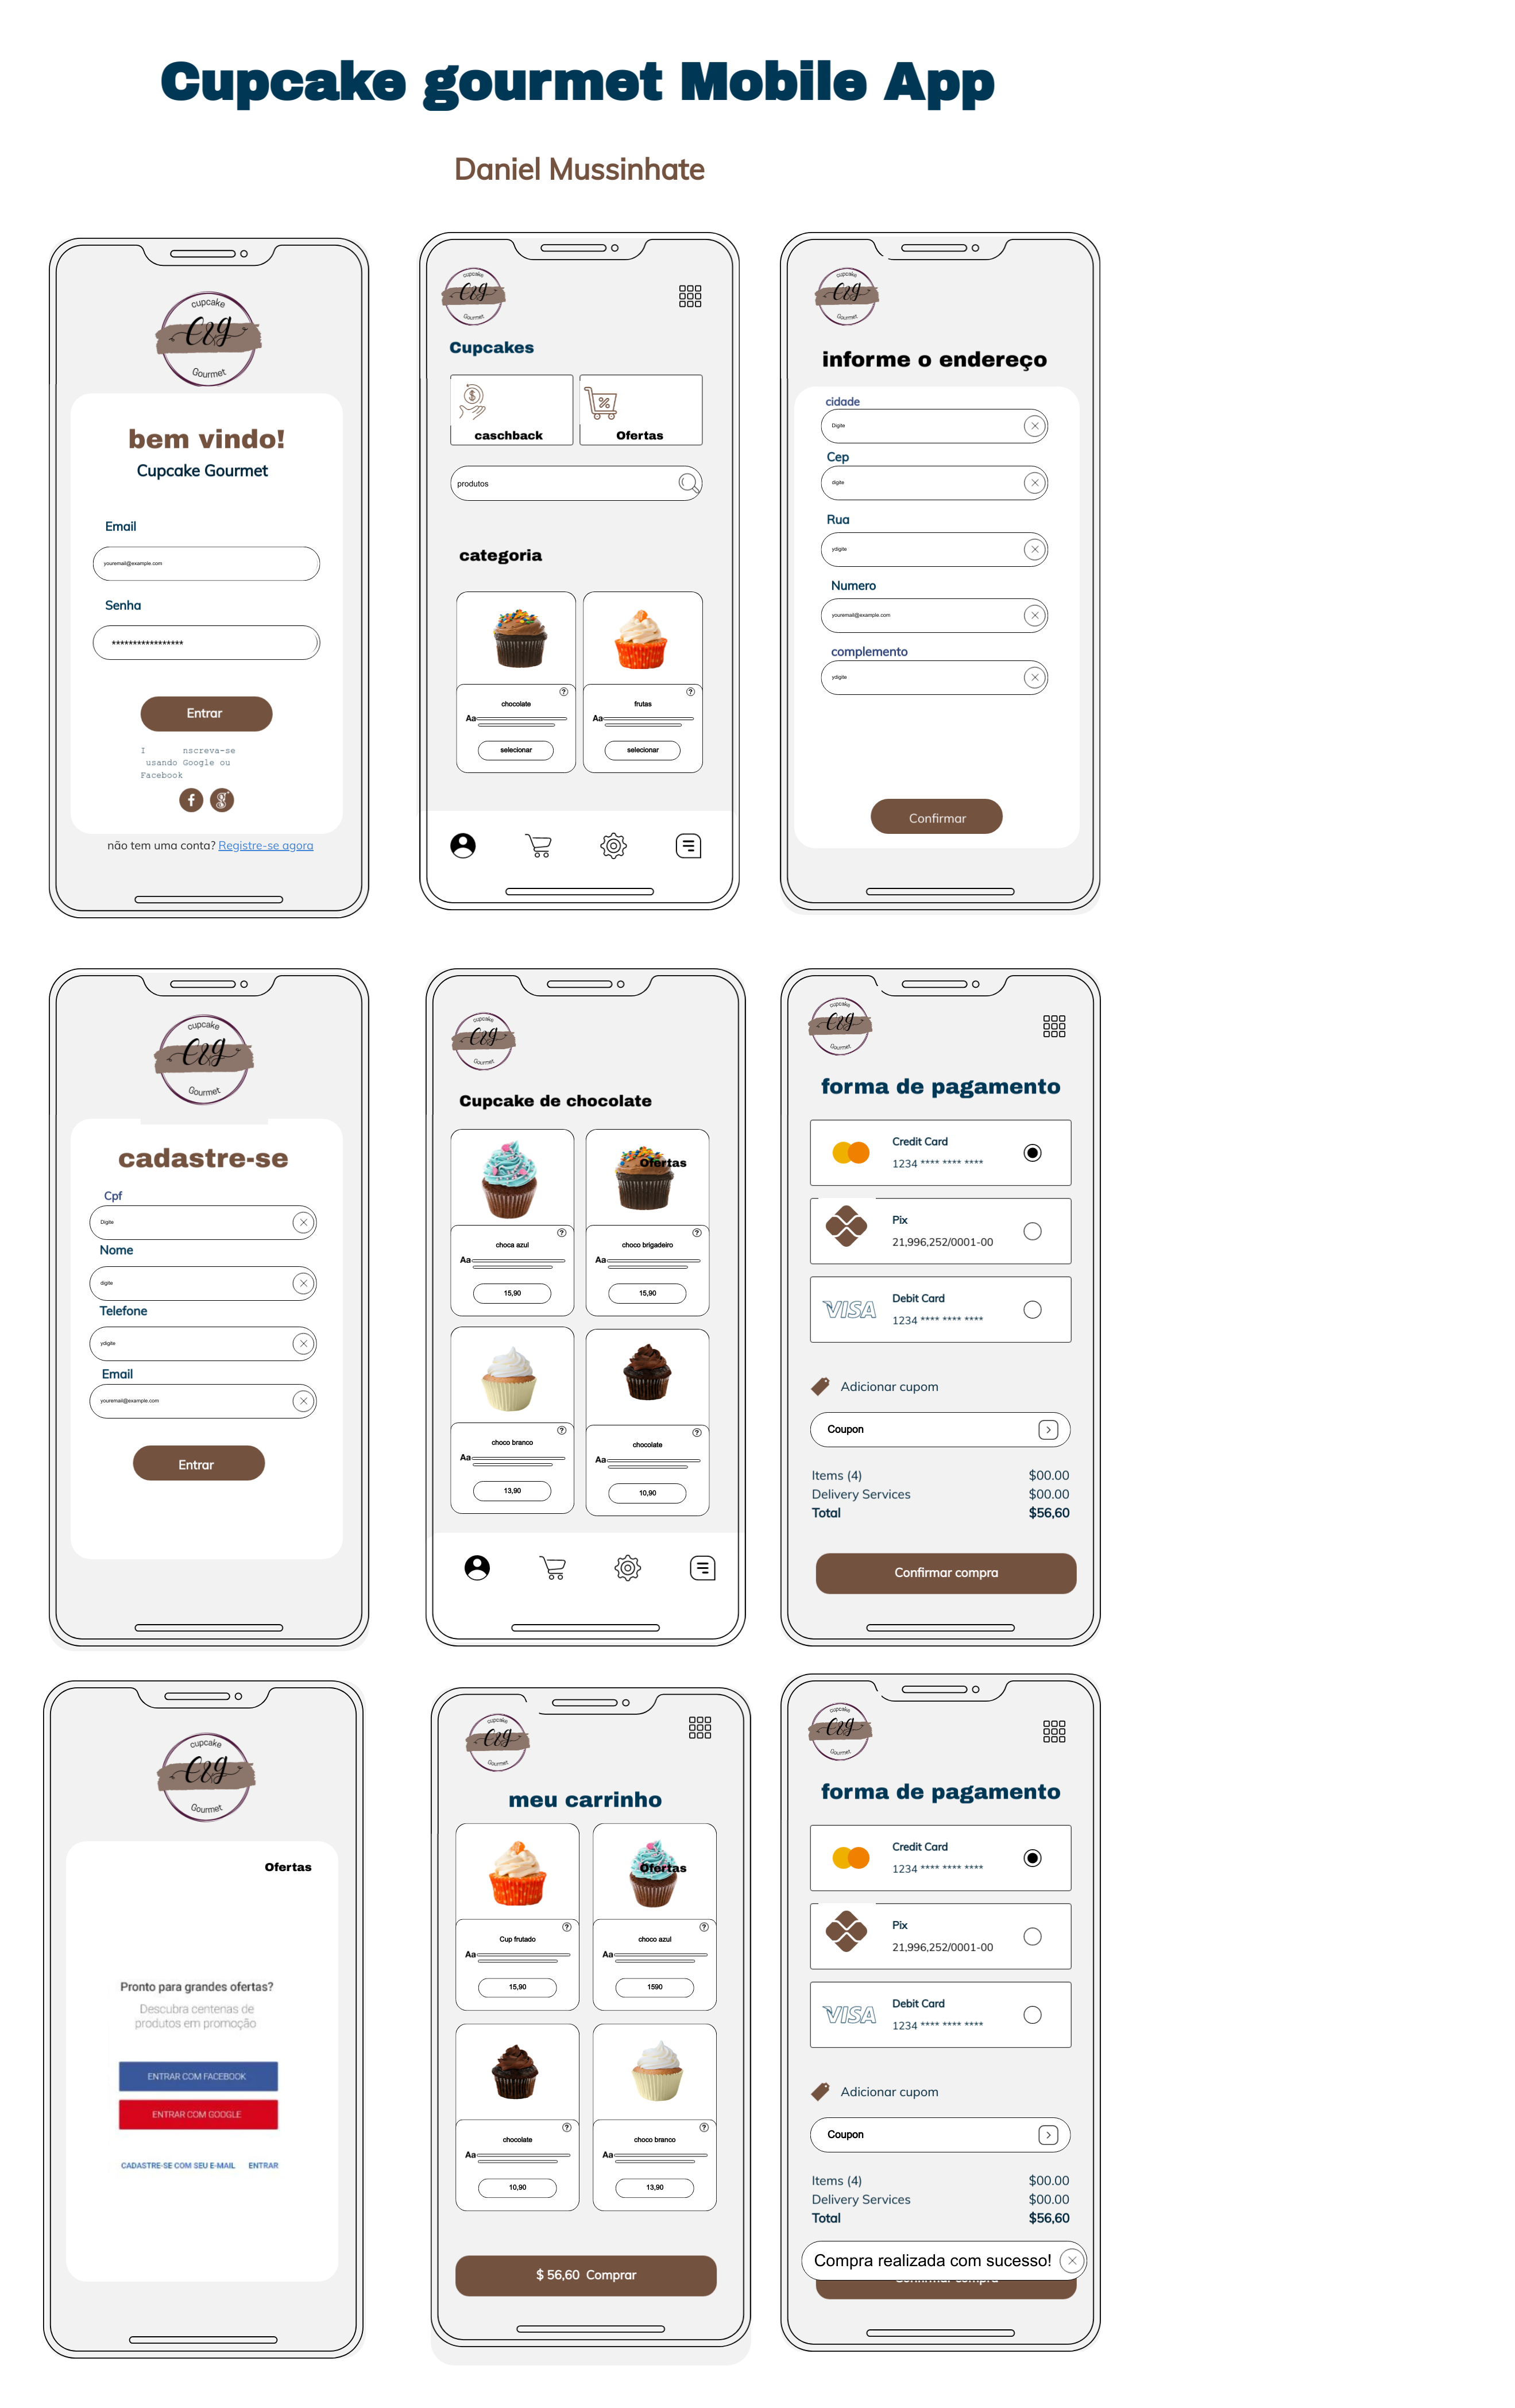 Cupcake gourmet Mobile App
Daniel Mussinhate
cupcake
C&g
Gourmet
bem vindo!
Cupcake Gourmet
Email
youremail@example.com
Senha
*****************
Entrar
I nscreva-se
usando Google ou
Facebook
f g+
não tem uma conta? Registre-se agora
cupcake
C&g
Gourmet
Cupcakes
$ %
caschback Ofertas
produtos
categoria
? ?
chocolate frutas
Aa Aa
selecionar selecionar
cupcake
C&g
Gourmet
informe o endereço
cidade
Digite
Cep
digite
Rua
ydigite
Numero
youremail@example.com
complemento
ydigite
Confirmar
cupcake
C&g
Gourmet
cadastre-se
Cpf
Digite
Nome
digite
Telefone
ydigite
Email
youremail@example.com
Entrar
cupcake
C&g
Gourmet
Cupcake de chocolate
Ofertas
? ?
choca azul choco brigadeiro
Aa Aa
15,90 15,90
? ?
choco branco chocolate
Aa Aa
13,90 10,90
cupcake
C&g
Gourmet
forma de pagamento
Credit Card
1234 **** **** ****
Pix
21,996,252/0001-00
VISA
Debit Card
1234 **** **** ****
Adicionar cupom
Coupon
Items (4) $00.00
Delivery Services $00.00
Total $56,60
Confirmar compra
cupcake
C&g
Gourmet
Ofertas
Pronto para grandes ofertas?
Descubra centenas de
produtos em promoção
ENTRAR COM FACEBOOK
ENTRAR COM GOOGLE
CADASTRE-SE COM SEU E-MAIL ENTRAR
cupcake
C&g
Gourmet
meu carrinho
Ofertas
? ?
Cup frutado choco azul
Aa Aa
15,90 1590
? ?
chocolate choco branco
Aa Aa
10,90 13,90
$ 56,60 Comprar
cupcake
C&g
Gourmet
forma de pagamento
Credit Card
1234 **** **** ****
Pix
21,996,252/0001-00
VISA
Debit Card
1234 **** **** ****
Adicionar cupom
Coupon
Items (4) $00.00
Delivery Services $00.00
Total $56,60
Compra realizada com sucesso!
Confirmar compra